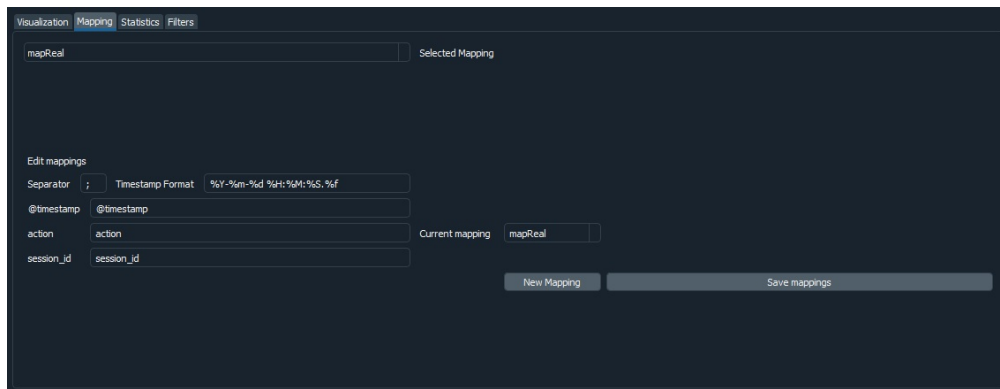 Visualization Mapping Statistics Filters
mapReal Selected Mapping
Edit mappings
Separator ; Timestamp Format %Y-%m-%d %H:%M:%S.%f
@timestamp @timestamp
action action Current mapping mapReal
session_id session_id
New Mapping Save mappings